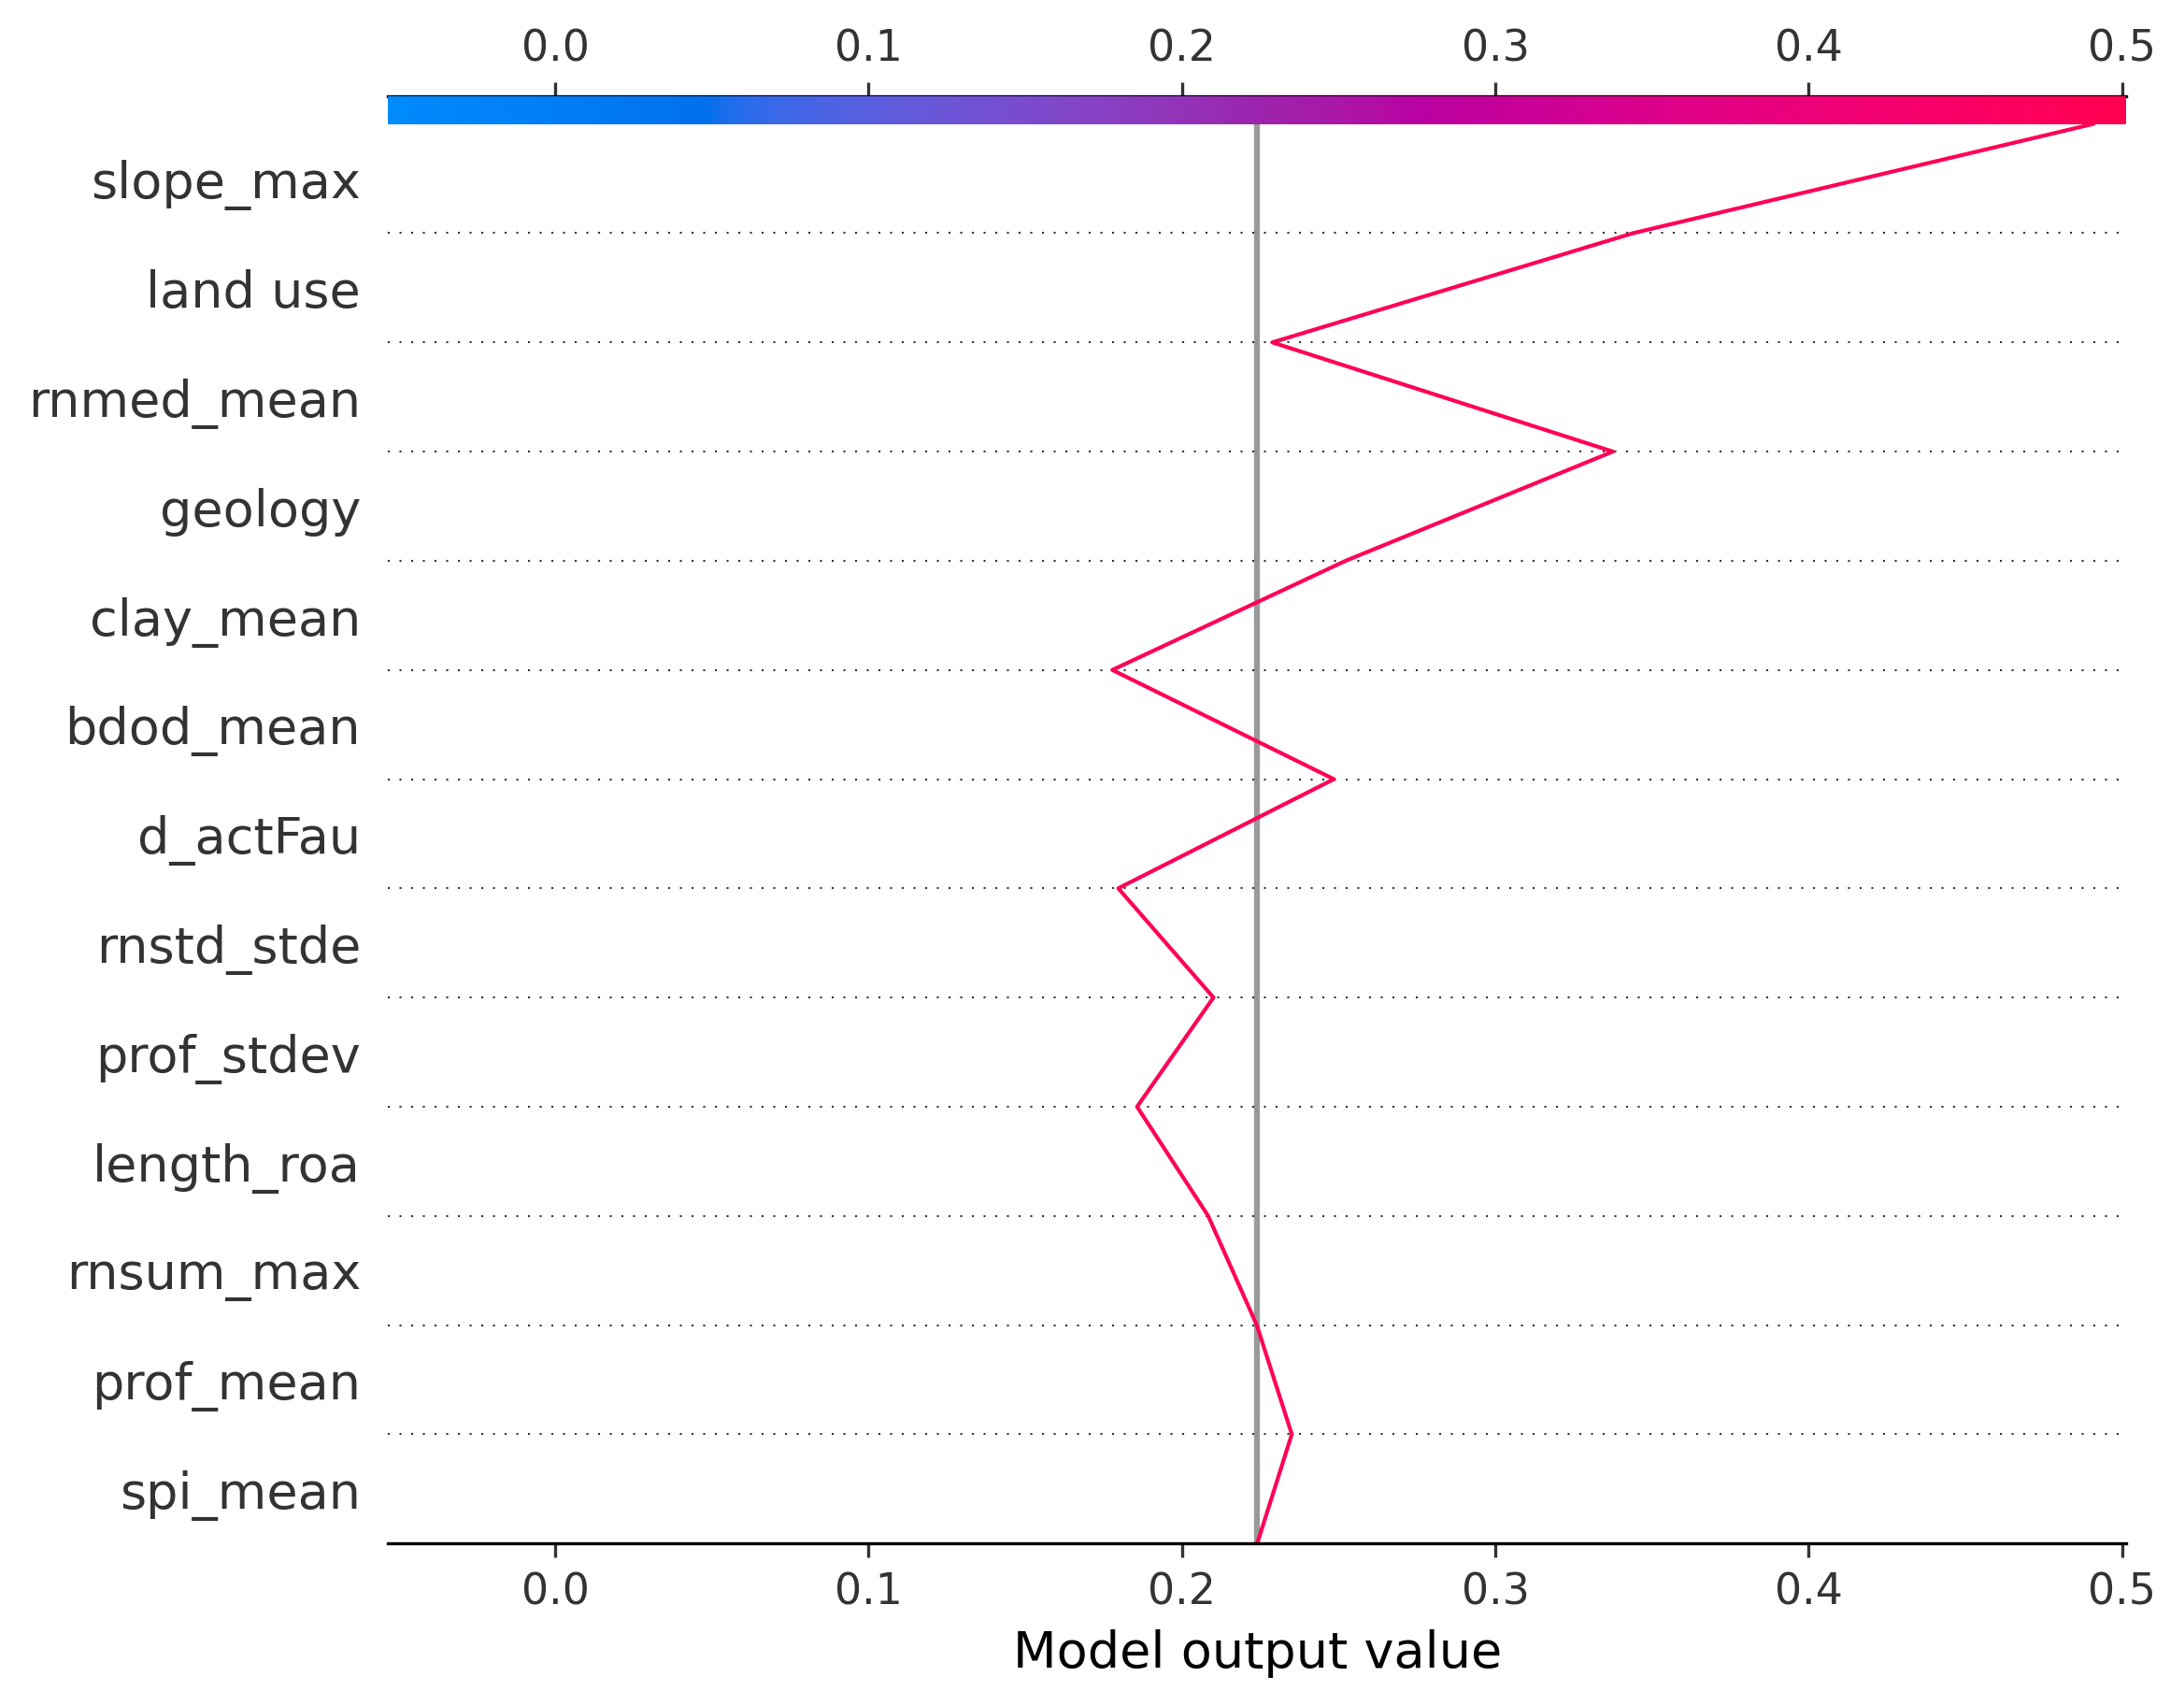 0.0 0.1 0.2 0.3 0.4 0.5
slope_max
land use
rnmed_mean
geology
clay_mean
bdod_mean
d_actFau
rnstd_stde
prof_stdev
length_roa
rnsum_max
prof_mean
spi_mean
0.0 0.1 0.2 0.3 0.4 0.5
Model output value